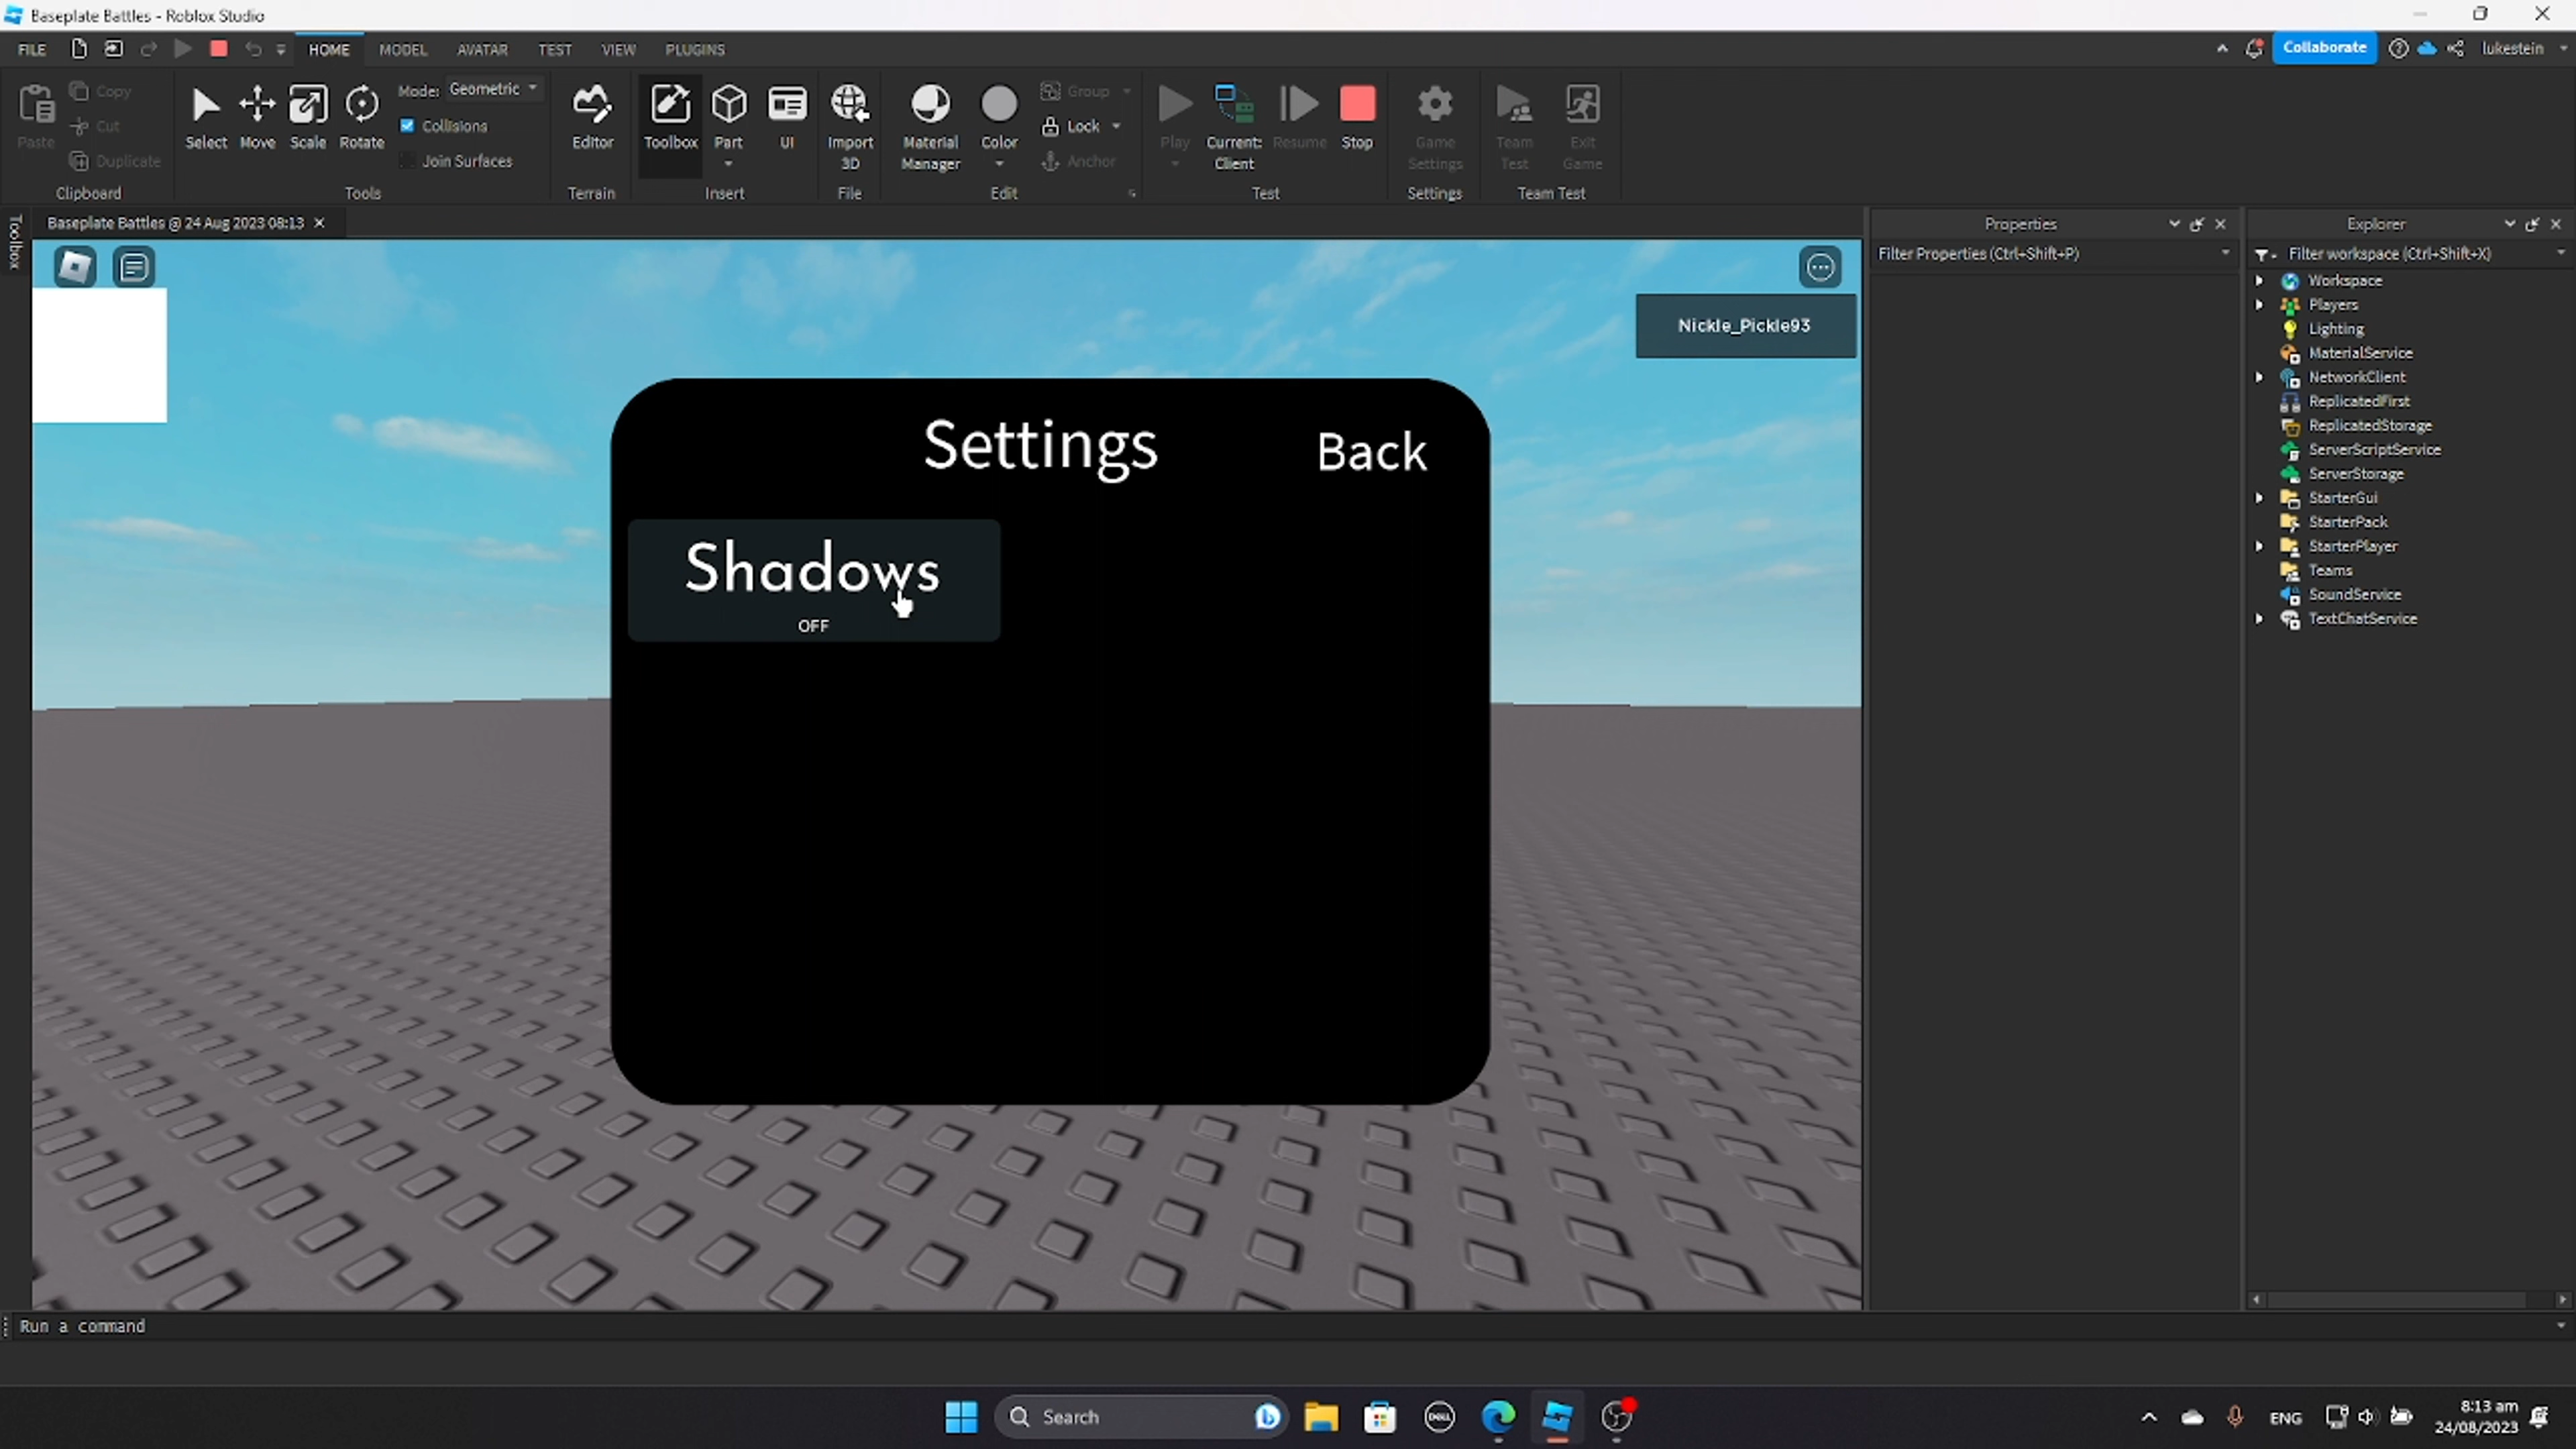 Baseplate Battles - Roblox Studio
FILE HOME MODEL AVATAR TEST VIEW PLUGINS Collaborate lukestein
Paste Copy Cut Duplicate
Clipboard
Select Move Scale Rotate
Mode: Geometric
Collisions
Join Surfaces
Tools
Editor
Terrain
Toolbox Part UI
Insert
Import
3D
File
Material
Manager
Color
Group
Lock
Anchor
Edit
Play
Current:
Client
Resume
Stop
Test
Game
Settings
Settings
Team
Test
Exit
Game
Team Test
Toolbox
Baseplate Battles @ 24 Aug 2023 08:13
Nickle_Pickle93
Settings
Back
Shadows
OFF
Properties
Filter Properties (Ctrl+Shift+P)
Explorer
Filter workspace (Ctrl+Shift+X)
Workspace
Players
Lighting
MaterialService
NetworkClient
ReplicatedFirst
ReplicatedStorage
ServerScriptService
ServerStorage
StarterGui
StarterPack
StarterPlayer
Teams
SoundService
TextChatService
Run a command
Search
DELL
ENG
8:13 am
24/08/2023